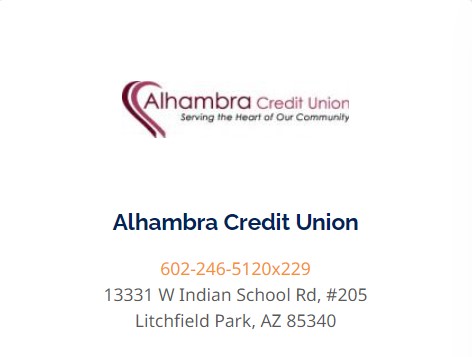 Alhambra Credit Union
Serving the Heart of Our Community
Alhambra Credit Union
602-246-5120x229
13331 W Indian School Rd, #205
Litchfield Park, AZ 85340